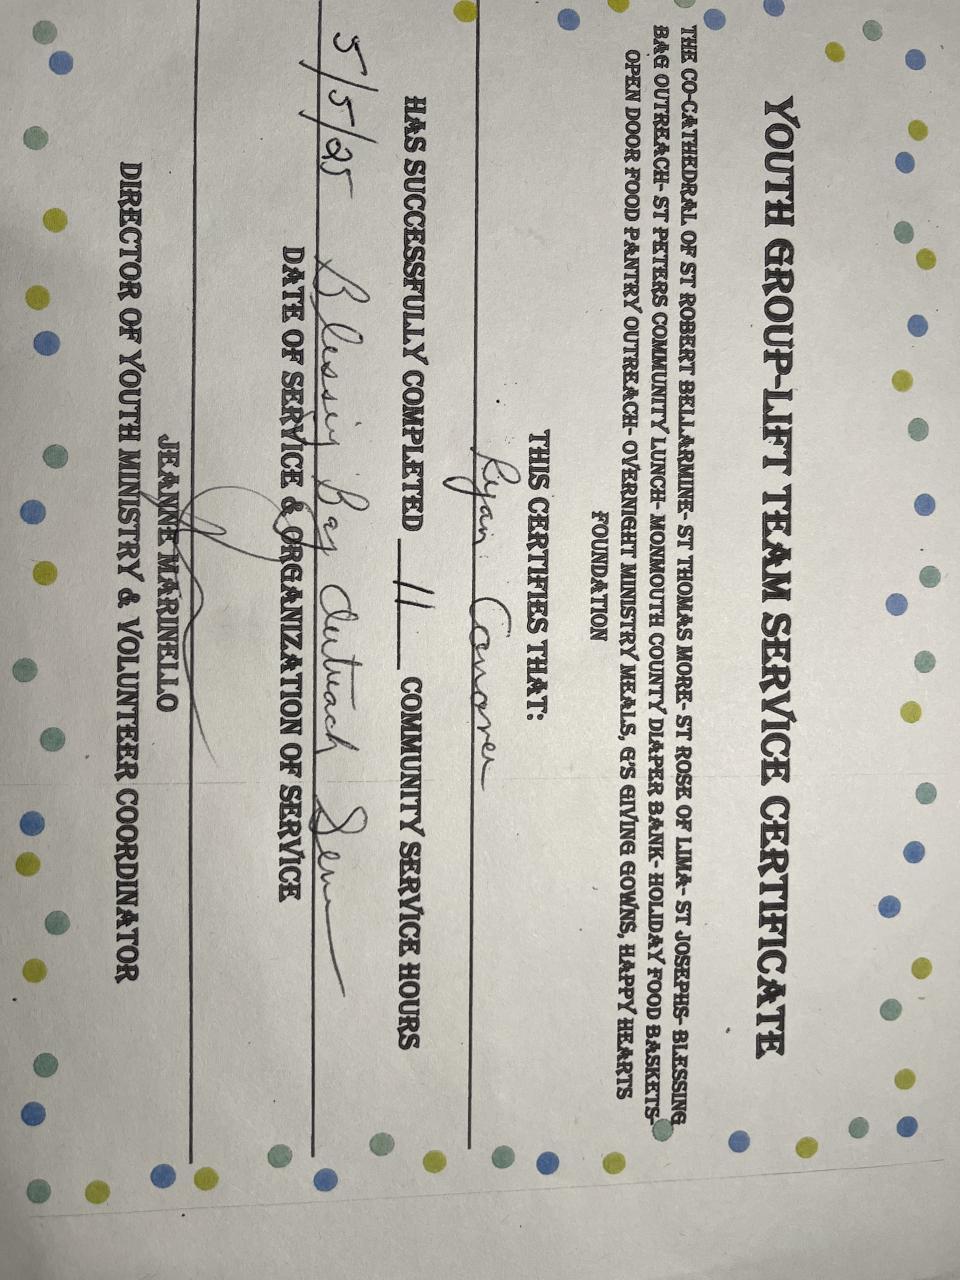 YOUTH GROUP-LIFT TEAM SERVICE CERTIFICATE
THE CO-CATHEDRAL OF ST ROBERT BELLARMINE- ST THOMAS MORE- ST ROSE OF LIMA- ST JOSEPHS- BLESSING
BAG OUTREACH- ST PETERS COMMUNITY LUNCH- MONMOUTH COUNTY DIAPER BANK- HOLIDAY FOOD BASKETS-
OPEN DOOR FOOD PANTRY OUTREACH- OVERNIGHT MINISTRY MEALS, G'S GIVING GOWNS, HAPPY HEARTS
FOUNDATION
THIS CERTIFIES THAT:
Ryan Conover
HAS SUCCESSFULLY COMPLETED 11 COMMUNITY SERVICE HOURS
5/5/25 Blessing Bag Outreach
DATE OF SERVICE & ORGANIZATION OF SERVICE
JEANNE MARINELLO
DIRECTOR OF YOUTH MINISTRY & VOLUNTEER COORDINATOR